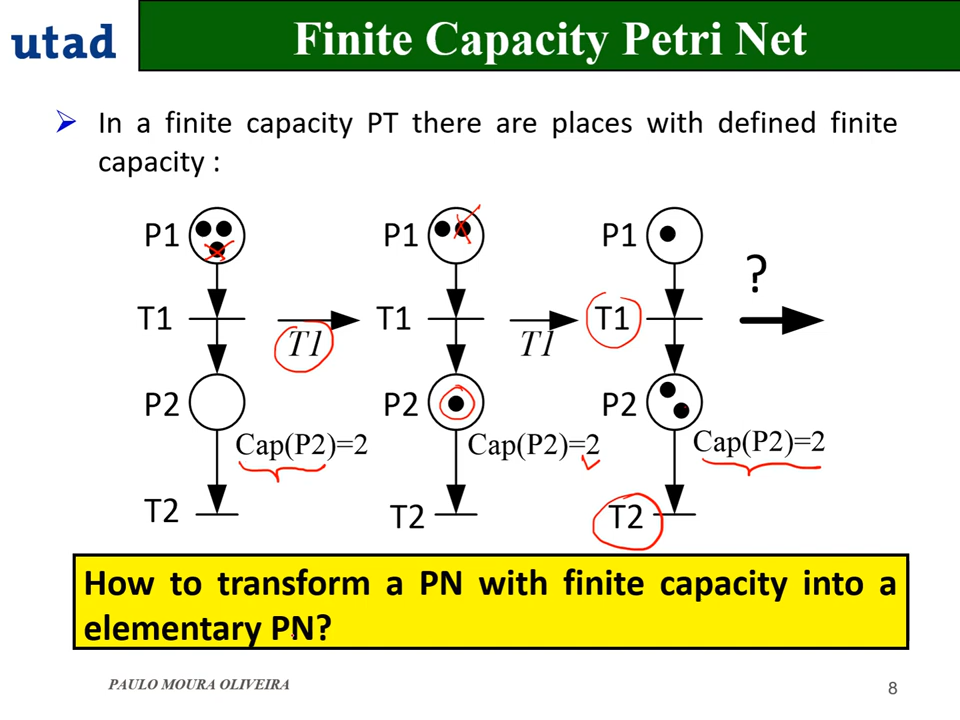 utad
Finite Capacity Petri Net
In a finite capacity PT there are places with defined finite
capacity :
P1 P1 P1 ?
T1 T1 T1 T1 T1
P2 P2 P2
Cap(P2)=2 Cap(P2)=2 Cap(P2)=2
T2 T2 T2
How to transform a PN with finite capacity into a
elementary PN?
PAULO MOURA OLIVEIRA 8